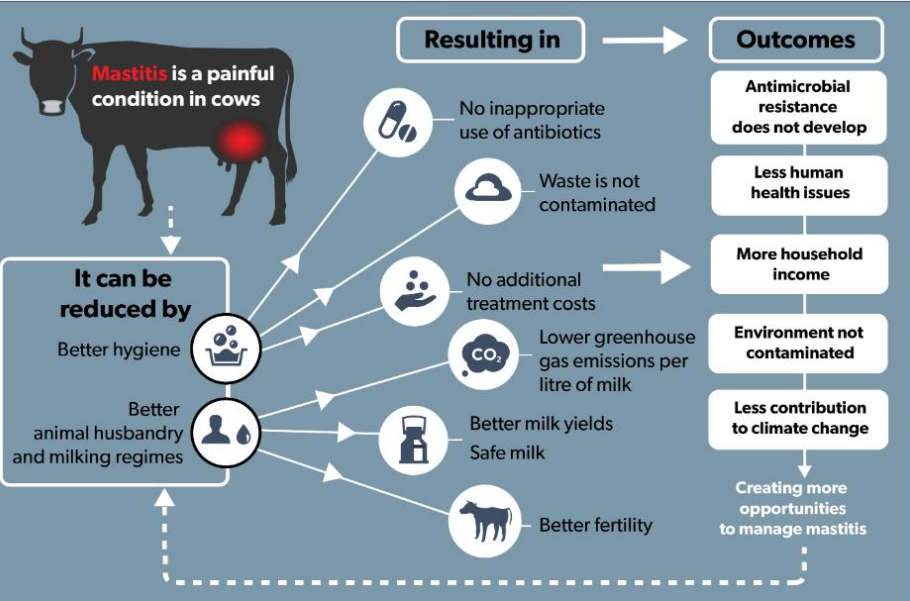 Mastitis is a painful
condition in cows
It can be
reduced by
Better hygiene
Better
animal husbandry
and milking regimes
Resulting in
No inappropriate
use of antibiotics
Waste is not
contaminated
No additional
treatment costs
CO₂
Lower greenhouse
gas emissions per
litre of milk
Better milk yields
Safe milk
Better fertility
Outcomes
Antimicrobial
resistance
does not develop
Less human
health issues
More household
income
Environment not
contaminated
Less contribution
to climate change
Creating more
opportunities
to manage mastitis